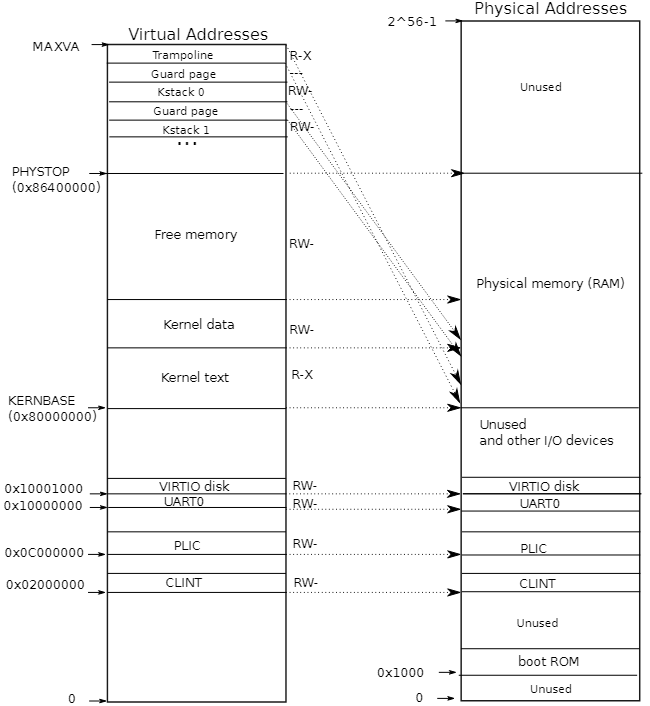 Virtual Addresses
Physical Addresses
MAXVA
2^56-1
Trampoline
R-X
Guard page
---
Kstack 0
RW-
Guard page
---
Kstack 1
RW-
...
Unused
PHYSTOP
(0x86400000)
Free memory
RW-
Physical memory (RAM)
Kernel data
RW-
Kernel text
R-X
KERNBASE
(0x80000000)
Unused
and other I/O devices
0x10001000
VIRTIO disk
RW-
VIRTIO disk
0x10000000
UART0
RW-
UART0
0x0C000000
PLIC
RW-
PLIC
0x02000000
CLINT
RW-
CLINT
Unused
boot ROM
0x1000
Unused
0
0